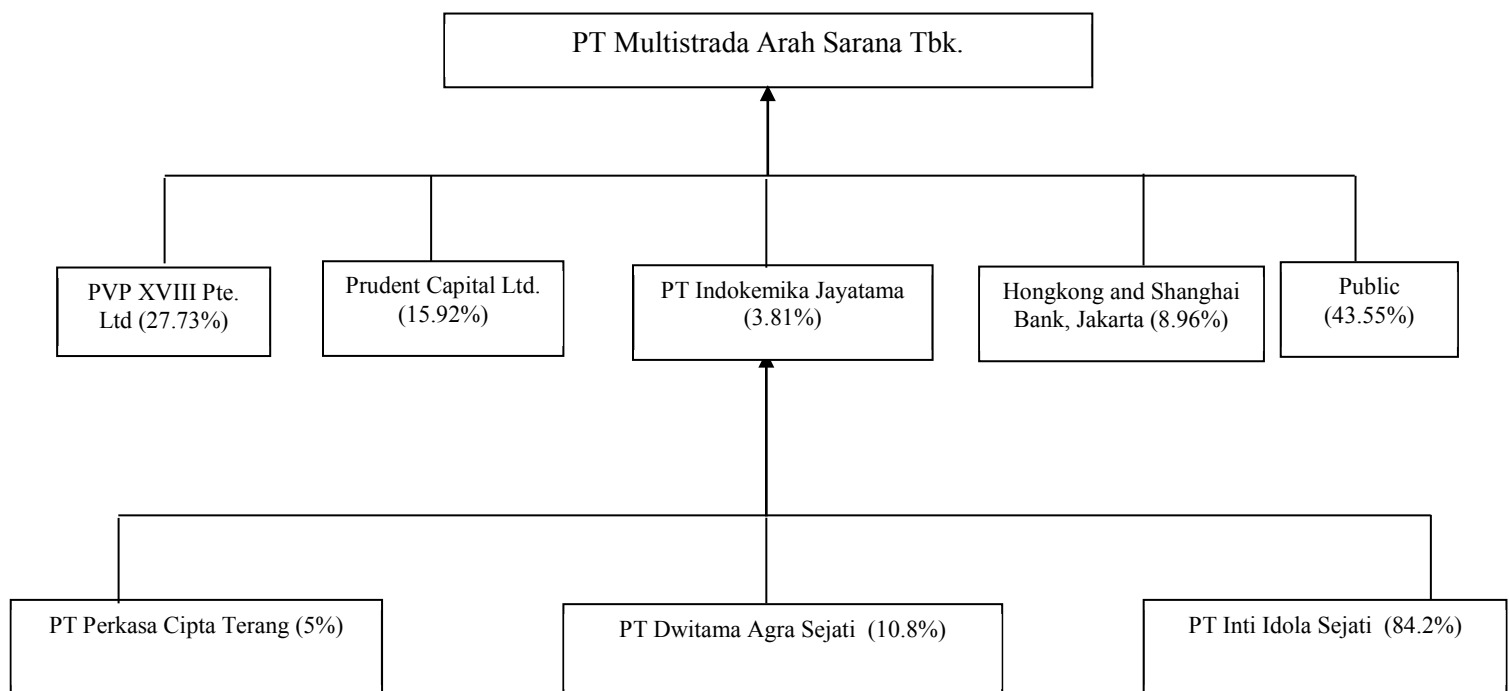 PT Multistrada Arah Sarana Tbk.
PVP XVIII Pte.
Ltd (27.73%)
Prudent Capital Ltd.
(15.92%)
PT Indokemika Jayatama
(3.81%)
Hongkong and Shanghai
Bank, Jakarta (8.96%)
Public
(43.55%)
PT Perkasa Cipta Terang (5%)
PT Dwitama Agra Sejati (10.8%)
PT Inti Idola Sejati (84.2%)